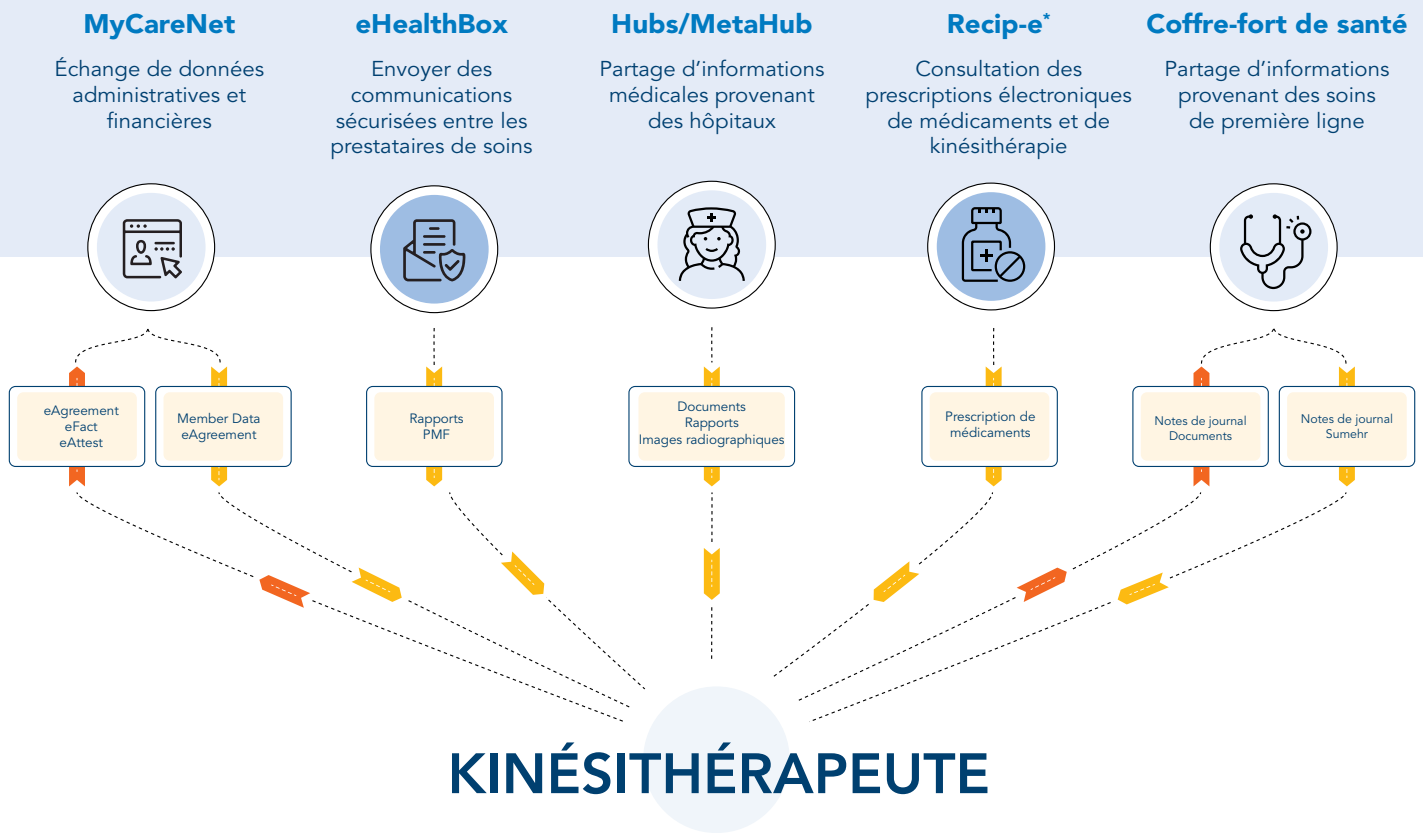 MyCareNet
Échange de données
administratives et
financières
eHealthBox
Envoyer des
communications
sécurisées entre les
prestataires de soins
Hubs/MetaHub
Partage d’informations
médicales provenant
des hôpitaux
Recip-e*
Consultation des
prescriptions électroniques
de médicaments et de
kinésithérapie
Coffre-fort de santé
Partage d’informations
provenant des soins
de première ligne
eAgreement
eFact
eAttest
Member Data
eAgreement
Rapports
PMF
Documents
Rapports
Images radiographiques
Prescription de
médicaments
Notes de journal
Documents
Notes de journal
Sumehr
KINÉSITHÉRAPEUTE